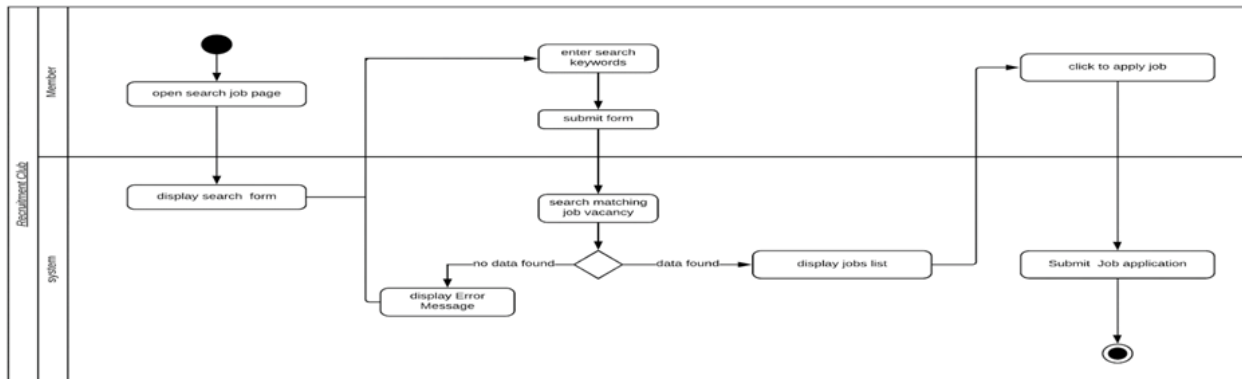 Recruitment Club
Member
system
open search job page
display search form
enter search
keywords
submit form
search matching
job vacancy
no data found
data found
display Error
Message
display jobs list
click to apply job
Submit Job application